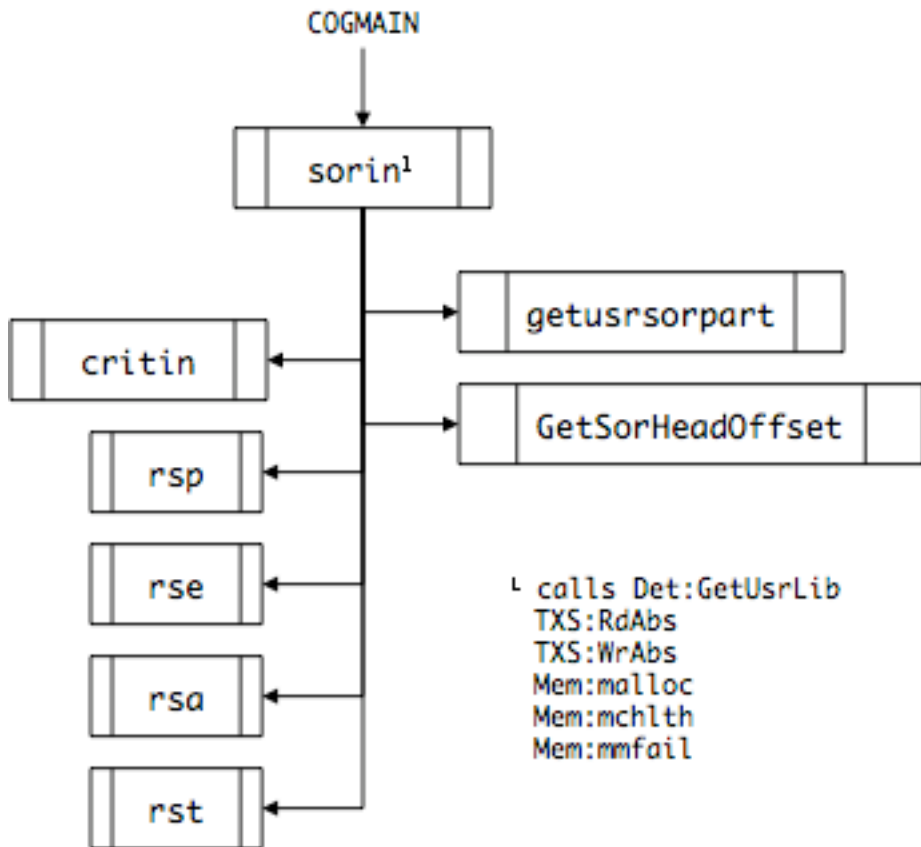 COGMAIN
sorin¹
getusrsorpart
critin
GetSorHeadOffset
rsp
rse
rsa
rst
¹ calls Det:GetUsrLib
TXS:RdAbs
TXS:WrAbs
Mem:malloc
Mem:mchlth
Mem:mmfail